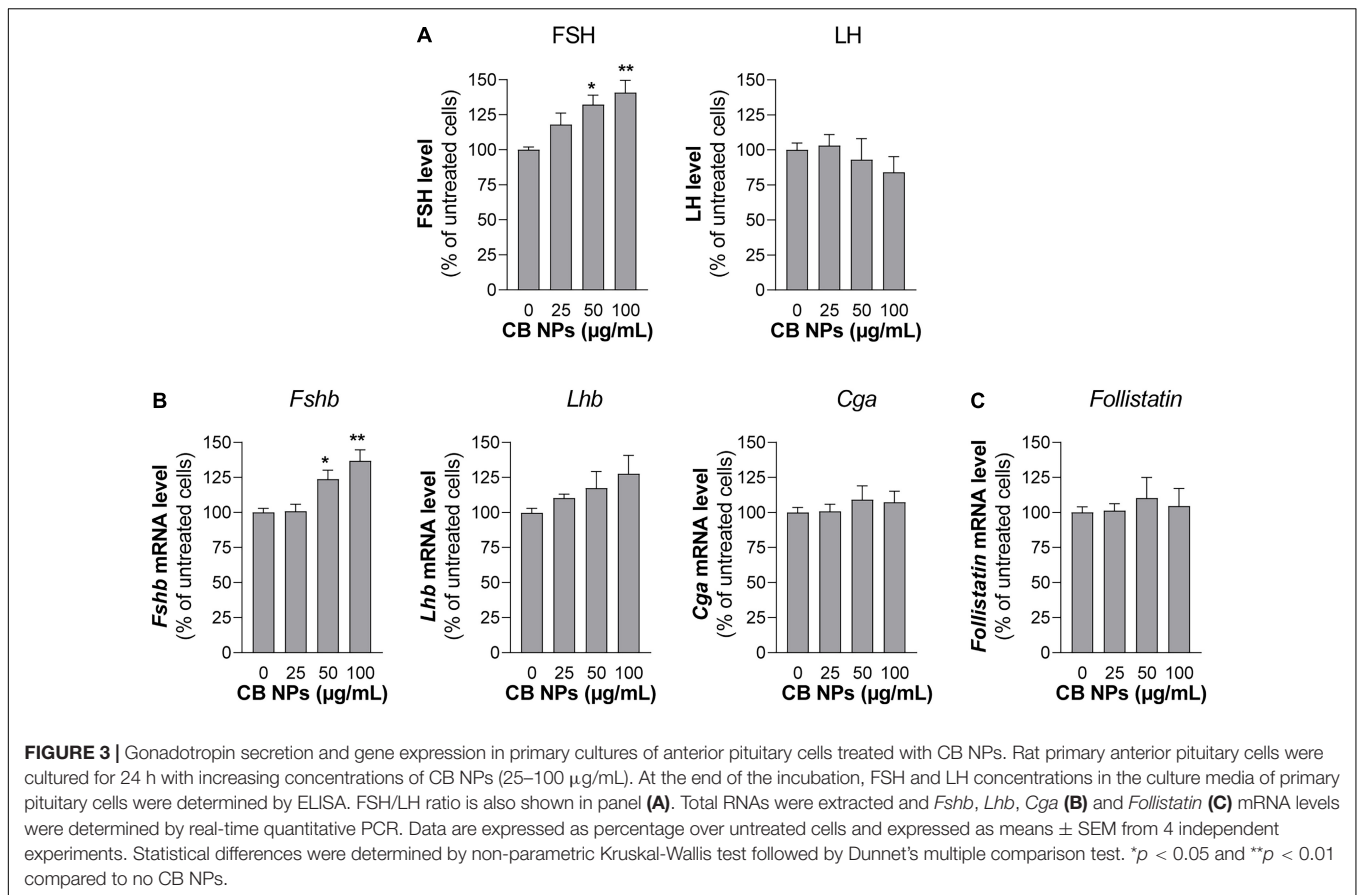 A
FSH
LH
FSH level
(% of untreated cells)
150
125
100
75
50
25
0
*
**
0 25 50 100
CB NPs (µg/mL)
LH level
(% of untreated cells)
150
125
100
75
50
25
0
0 25 50 100
CB NPs (µg/mL)
B
Fshb
Lhb
Cga
C
Follistatin
Fshb mRNA level
(% of untreated cells)
150
125
100
75
50
25
0
*
**
0 25 50 100
CB NPs (µg/mL)
Lhb mRNA level
(% of untreated cells)
150
125
100
75
50
25
0
0 25 50 100
CB NPs (µg/mL)
Cga mRNA level
(% of untreated cells)
150
125
100
75
50
25
0
0 25 50 100
CB NPs (µg/mL)
Follistatin mRNA level
(% of untreated cells)
150
125
100
75
50
25
0
0 25 50 100
CB NPs (µg/mL)
FIGURE 3 | Gonadotropin secretion and gene expression in primary cultures of anterior pituitary cells treated with CB NPs. Rat primary anterior pituitary cells were
cultured for 24 h with increasing concentrations of CB NPs (25–100 µg/mL). At the end of the incubation, FSH and LH concentrations in the culture media of primary
pituitary cells were determined by ELISA. FSH/LH ratio is also shown in panel (A). Total RNAs were extracted and Fshb, Lhb, Cga (B) and Follistatin (C) mRNA levels
were determined by real-time quantitative PCR. Data are expressed as percentage over untreated cells and expressed as means ± SEM from 4 independent
experiments. Statistical differences were determined by non-parametric Kruskal-Wallis test followed by Dunnet's multiple comparison test. *p < 0.05 and **p < 0.01
compared to no CB NPs.